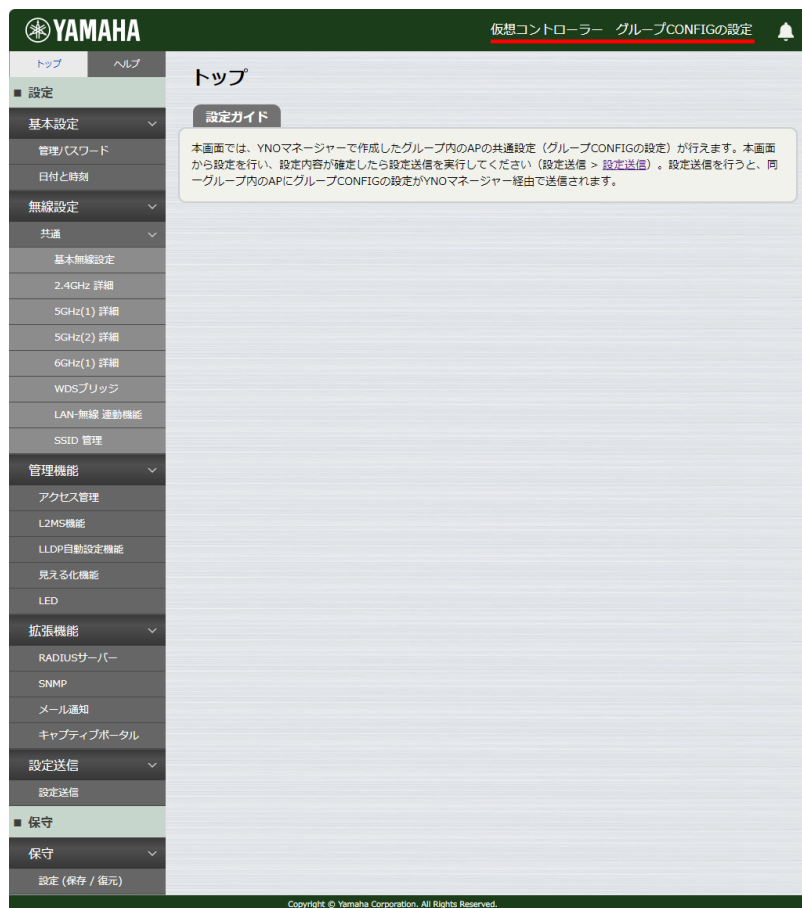 YAMAHA
仮想コントローラー グループCONFIGの設定
トップ
ヘルプ
■ 設定
基本設定
管理パスワード
日付と時刻
無線設定
共通
基本無線設定
2.4GHz 詳細
5GHz(1) 詳細
5GHz(2) 詳細
6GHz(1) 詳細
WDSブリッジ
LAN-無線 連動機能
SSID 管理
管理機能
アクセス管理
L2MS機能
LLDP自動設定機能
見える化機能
LED
拡張機能
RADIUSサーバー
SNMP
メール通知
キャプティブポータル
設定送信
設定送信
■ 保守
保守
設定 (保存 / 復元)
トップ
設定ガイド
本画面では、YNOマネージャーで作成したグループ内のAPの共通設定（グループCONFIGの設定）が行えます。本画面
から設定を行い、設定内容が確定したら設定送信を実行してください（設定送信 > 設定送信）。設定送信を行うと、同
一グループ内のAPにグループCONFIGの設定がYNOマネージャー経由で送信されます。
Copyright © Yamaha Corporation. All Rights Reserved.